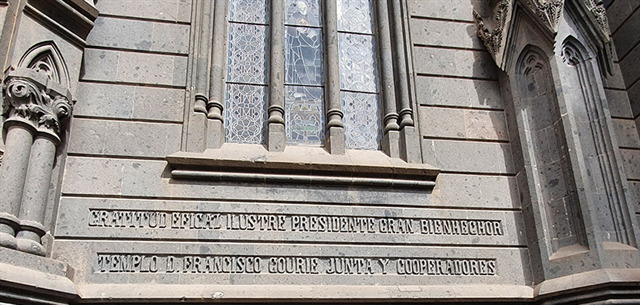 GRATITUD EFICAZ ILUSTRE PRESIDENTE GRAN BIENHECHOR
TEMPLO D. FRANCISCO GOURIE JUNTA Y COOPERADORES